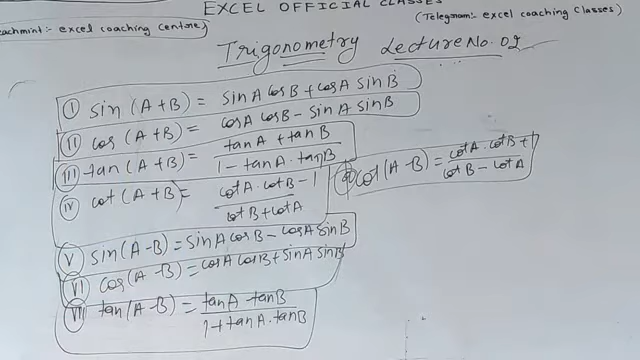 EXCEL OFFICIAL CLASSES
eachmint:- excel coaching centre
(Telegram:- excel coaching classes)
Trigonometry Lecture No. 02
(i) sin (A+B) = sinA cosB + cosA sinB
(ii) cos (A+B) = cosA cosB - sinA sinB
(iii) tan (A+B) = tanA + tanB / 1 - tanA . tanB
(iv) cot (A+B) = cotA . cotB - 1 / cotB + cotA
cot (A-B) = cotA . cotB + 1 / cotB - cotA
(v) sin (A-B) = sinA cosB - cosA sinB
(vi) cos (A-B) = cosA cosB + sinA sinB
(vii) tan (A-B) = tanA - tanB / 1 + tanA . tanB